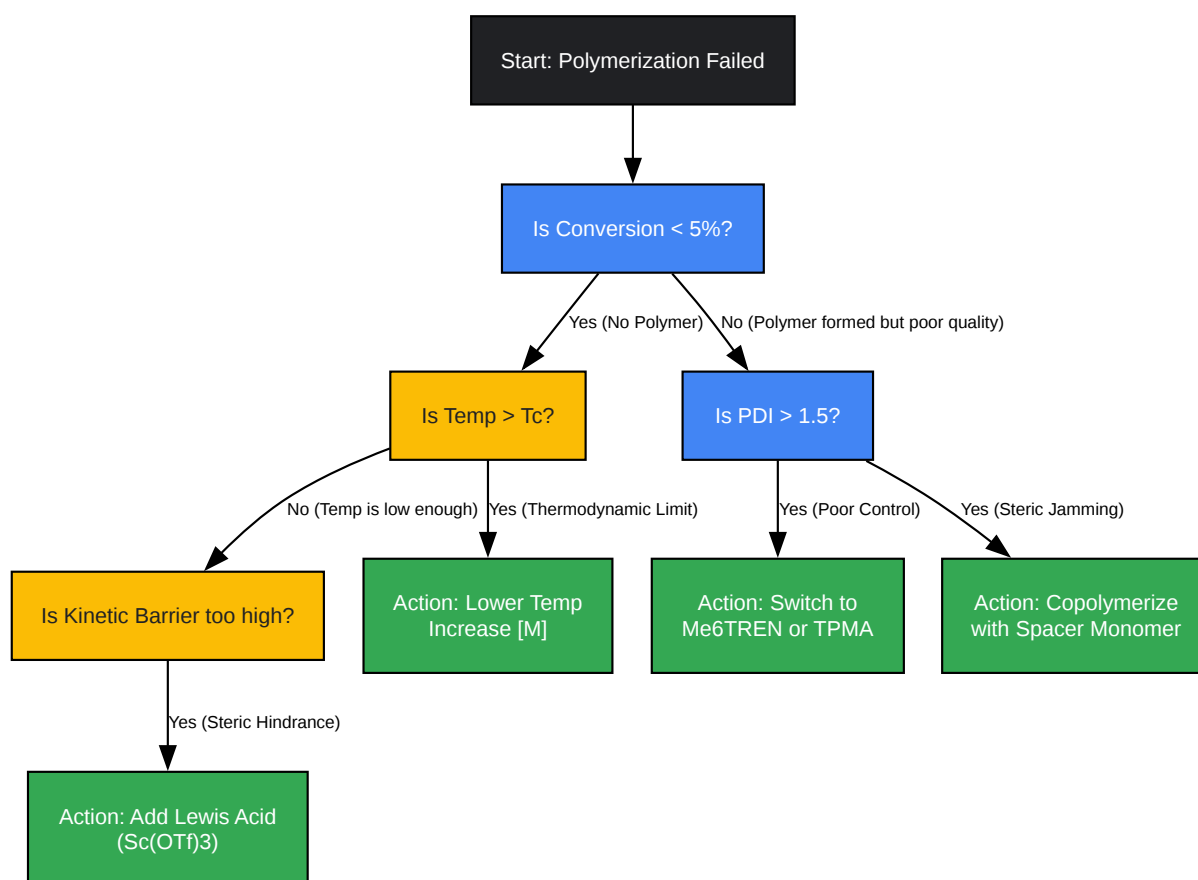 Start: Polymerization Failed
Is Conversion < 5%?
Yes (No Polymer)
No (Polymer formed but poor quality)
Is Temp > Tc?
Is PDI > 1.5?
No (Temp is low enough)
Yes (Thermodynamic Limit)
Yes (Poor Control)
Yes (Steric Jamming)
Is Kinetic Barrier too high?
Action: Lower Temp
Increase [M]
Action: Switch to
Me6TREN or TPMA
Action: Copolymerize
with Spacer Monomer
Yes (Steric Hindrance)
Action: Add Lewis Acid
(Sc(OTf)3)